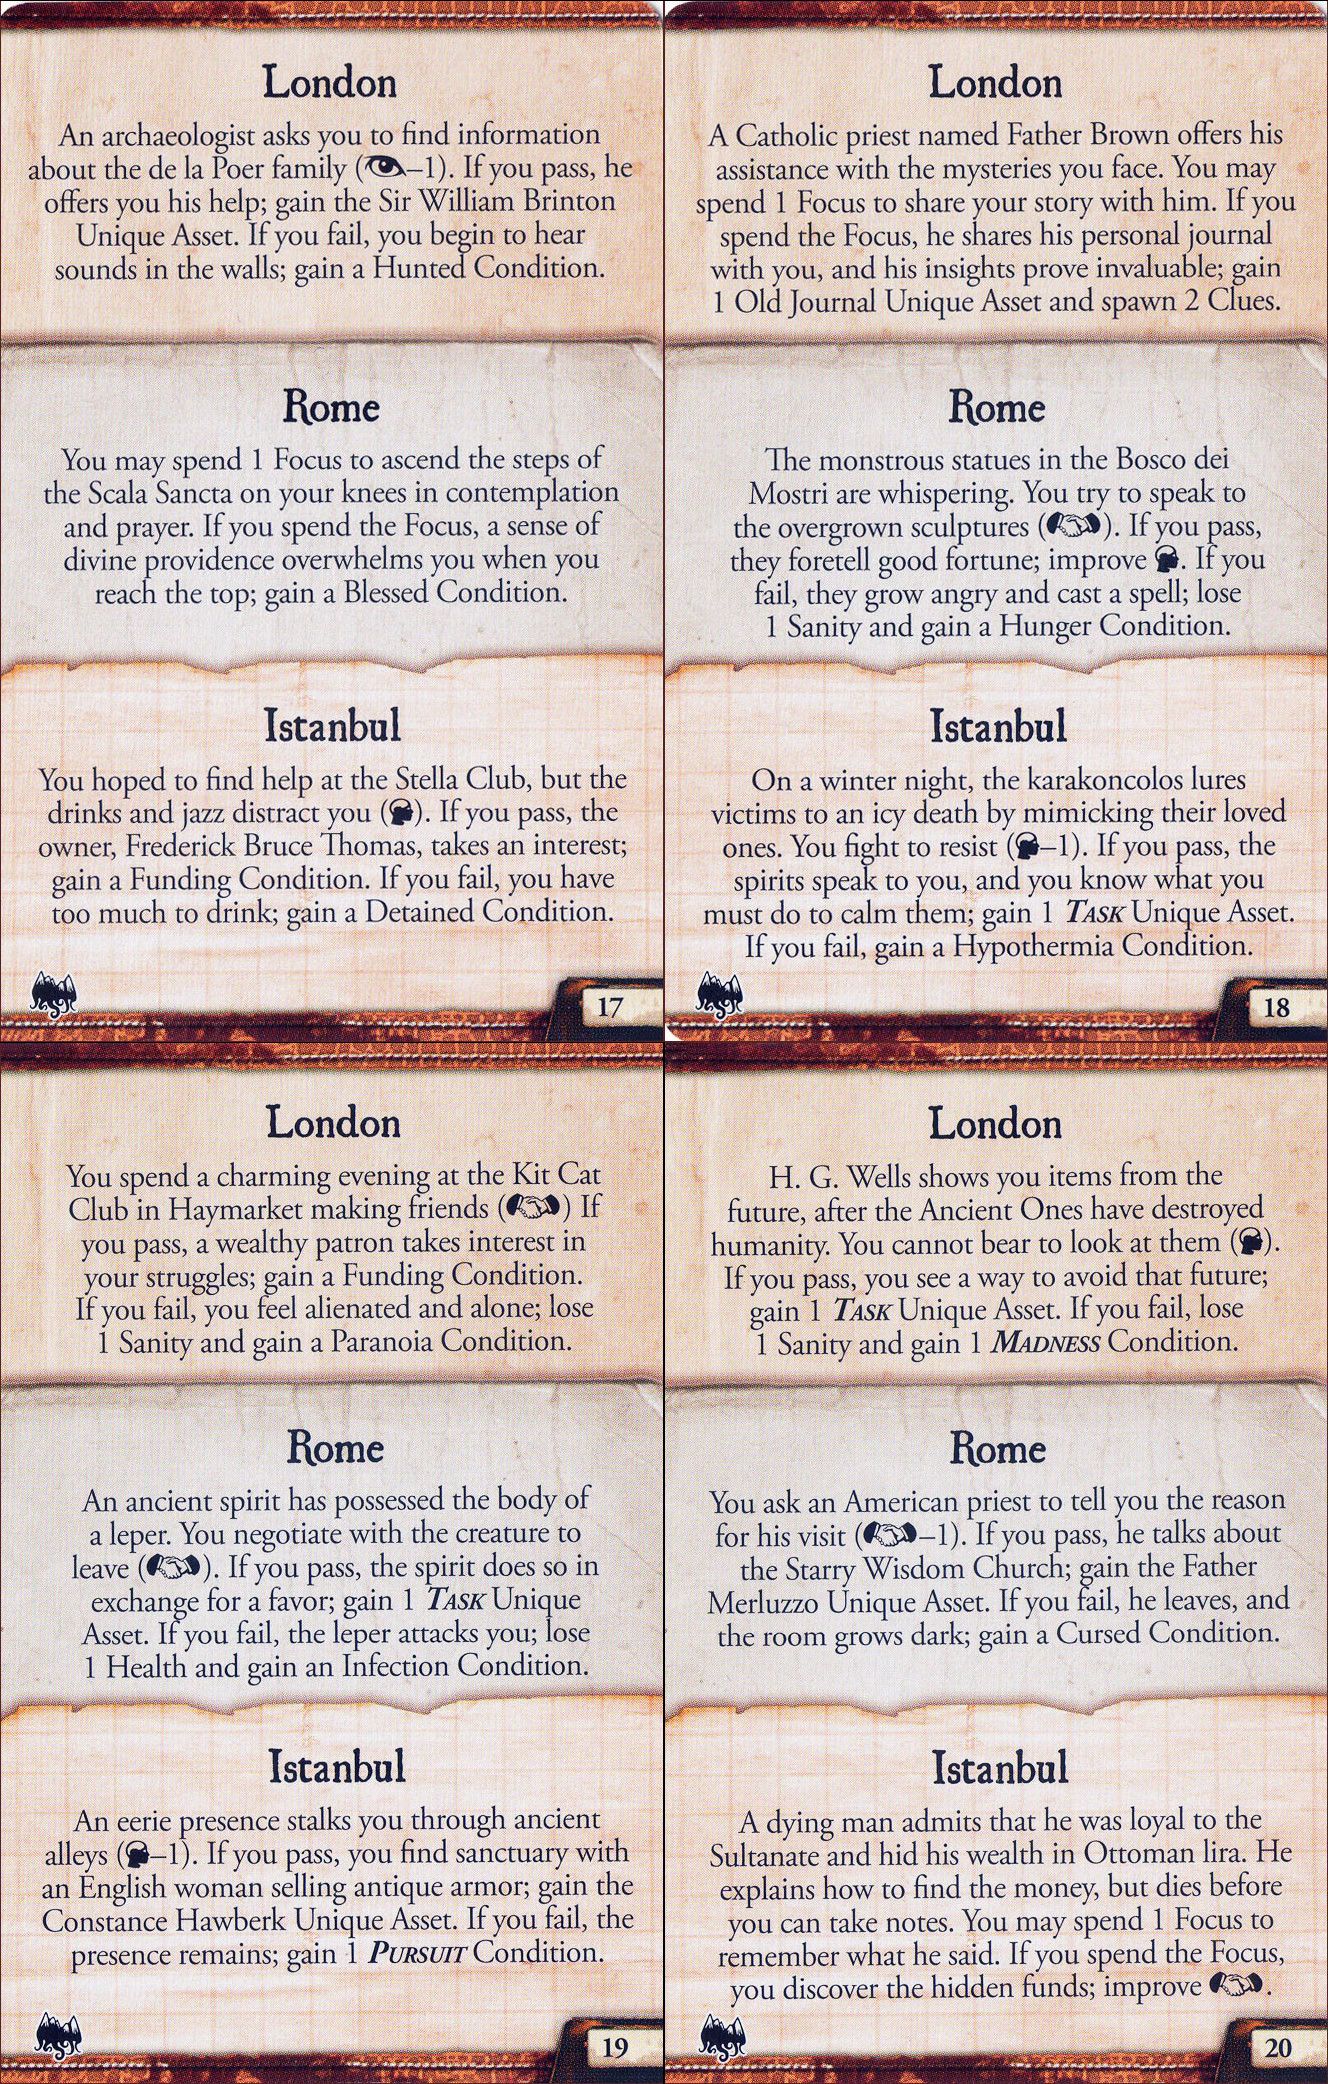 London
An archaeologist asks you to find information
about the de la Poer family (–1). If you pass, he
offers you his help; gain the Sir William Brinton
Unique Asset. If you fail, you begin to hear
sounds in the walls; gain a Hunted Condition.
Rome
You may spend 1 Focus to ascend the steps of
the Scala Sancta on your knees in contemplation
and prayer. If you spend the Focus, a sense of
divine providence overwhelms you when you
reach the top; gain a Blessed Condition.
Istanbul
You hoped to find help at the Stella Club, but the
drinks and jazz distract you (). If you pass, the
owner, Frederick Bruce Thomas, takes an interest;
gain a Funding Condition. If you fail, you have
too much to drink; gain a Detained Condition.
17
London
A Catholic priest named Father Brown offers his
assistance with the mysteries you face. You may
spend 1 Focus to share your story with him. If you
spend the Focus, he shares his personal journal
with you, and his insights prove invaluable; gain
1 Old Journal Unique Asset and spawn 2 Clues.
Rome
The monstrous statues in the Bosco dei
Mostri are whispering. You try to speak to
the overgrown sculptures (). If you pass,
they foretell good fortune; improve . If you
fail, they grow angry and cast a spell; lose
1 Sanity and gain a Hunger Condition.
Istanbul
On a winter night, the karakoncolos lures
victims to an icy death by mimicking their loved
ones. You fight to resist (–1). If you pass, the
spirits speak to you, and you know what you
must do to calm them; gain 1 TASK Unique Asset.
If you fail, gain a Hypothermia Condition.
18
London
You spend a charming evening at the Kit Cat
Club in Haymarket making friends () If
you pass, a wealthy patron takes interest in
your struggles; gain a Funding Condition.
If you fail, you feel alienated and alone; lose
1 Sanity and gain a Paranoia Condition.
Rome
An ancient spirit has possessed the body of
a leper. You negotiate with the creature to
leave (). If you pass, the spirit does so in
exchange for a favor; gain 1 TASK Unique
Asset. If you fail, the leper attacks you; lose
1 Health and gain an Infection Condition.
Istanbul
An eerie presence stalks you through ancient
alleys (–1). If you pass, you find sanctuary with
an English woman selling antique armor; gain the
Constance Hawberk Unique Asset. If you fail, the
presence remains; gain 1 PURSUIT Condition.
19
London
H. G. Wells shows you items from the
future, after the Ancient Ones have destroyed
humanity. You cannot bear to look at them ().
If you pass, you see a way to avoid that future;
gain 1 TASK Unique Asset. If you fail, lose
1 Sanity and gain 1 MADNESS Condition.
Rome
You ask an American priest to tell you the reason
for his visit (–1). If you pass, he talks about
the Starry Wisdom Church; gain the Father
Merluzzo Unique Asset. If you fail, he leaves, and
the room grows dark; gain a Cursed Condition.
Istanbul
A dying man admits that he was loyal to the
Sultanate and hid his wealth in Ottoman lira. He
explains how to find the money, but dies before
you can take notes. You may spend 1 Focus to
remember what he said. If you spend the Focus,
you discover the hidden funds; improve .
20